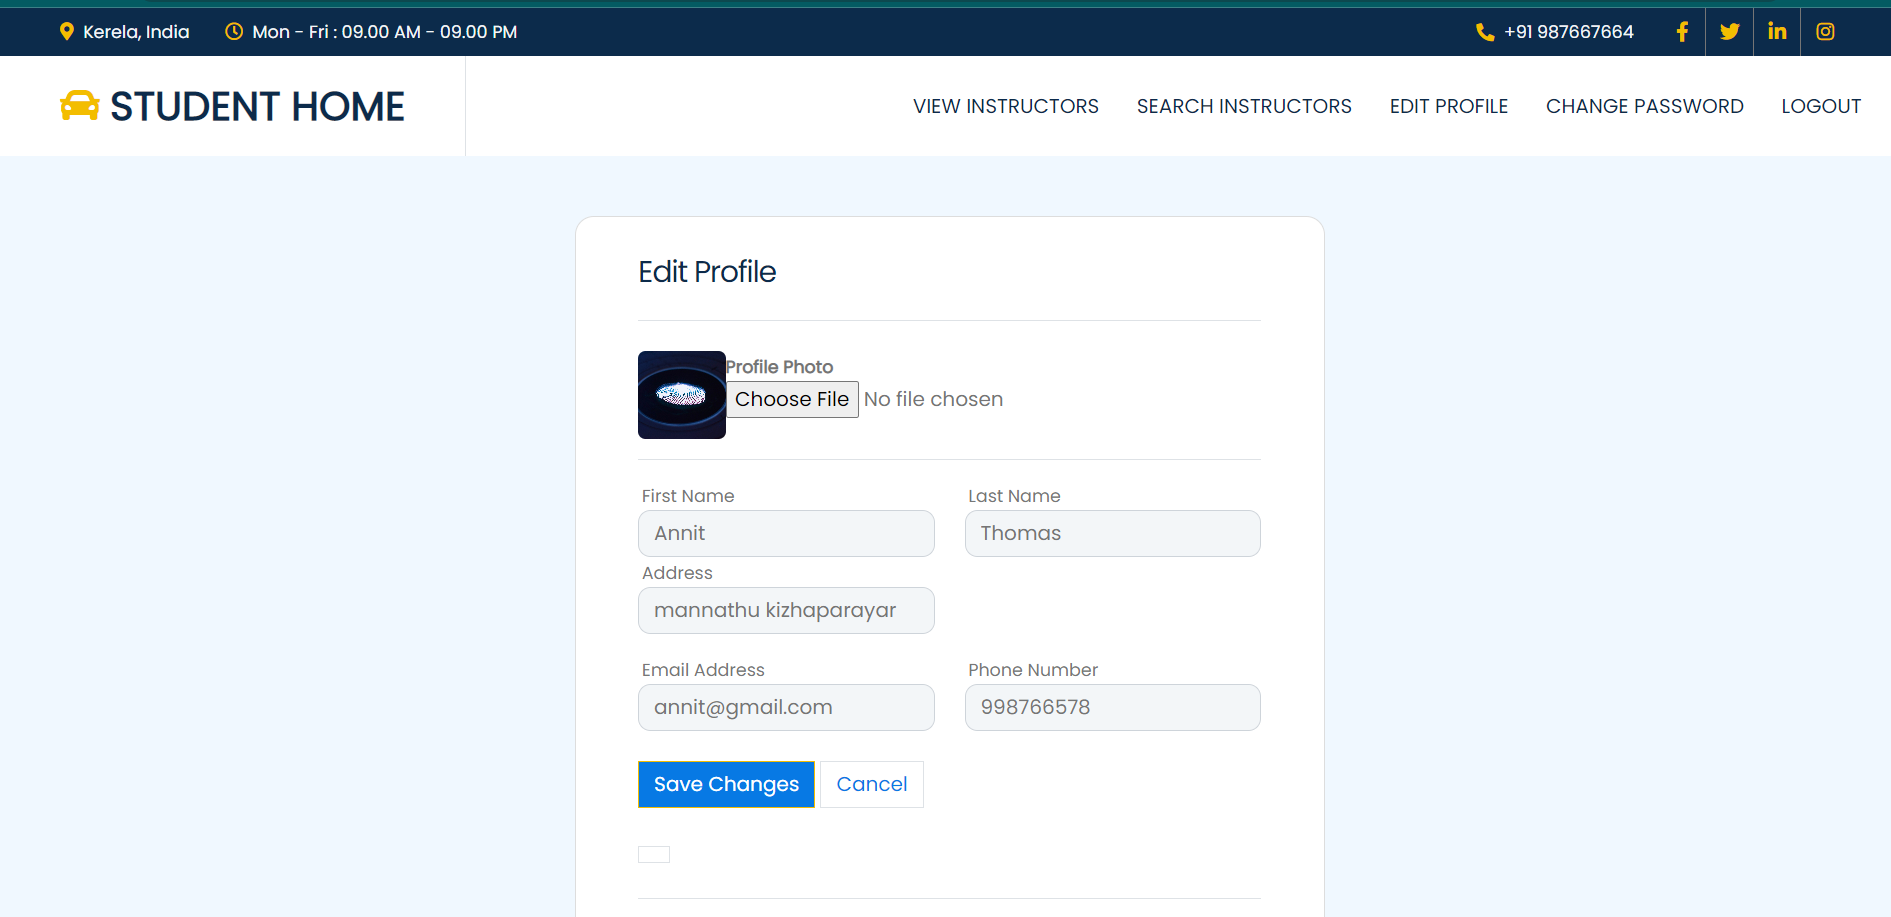 Kerela, India
Mon - Fri : 09.00 AM - 09.00 PM
+91 987667664
STUDENT HOME
VIEW INSTRUCTORS
SEARCH INSTRUCTORS
EDIT PROFILE
CHANGE PASSWORD
LOGOUT
Edit Profile
Profile Photo
Choose File No file chosen
First Name
Last Name
Annit
Thomas
Address
mannathu kizhaparayar
Email Address
Phone Number
annit@gmail.com
998766578
Save Changes
Cancel